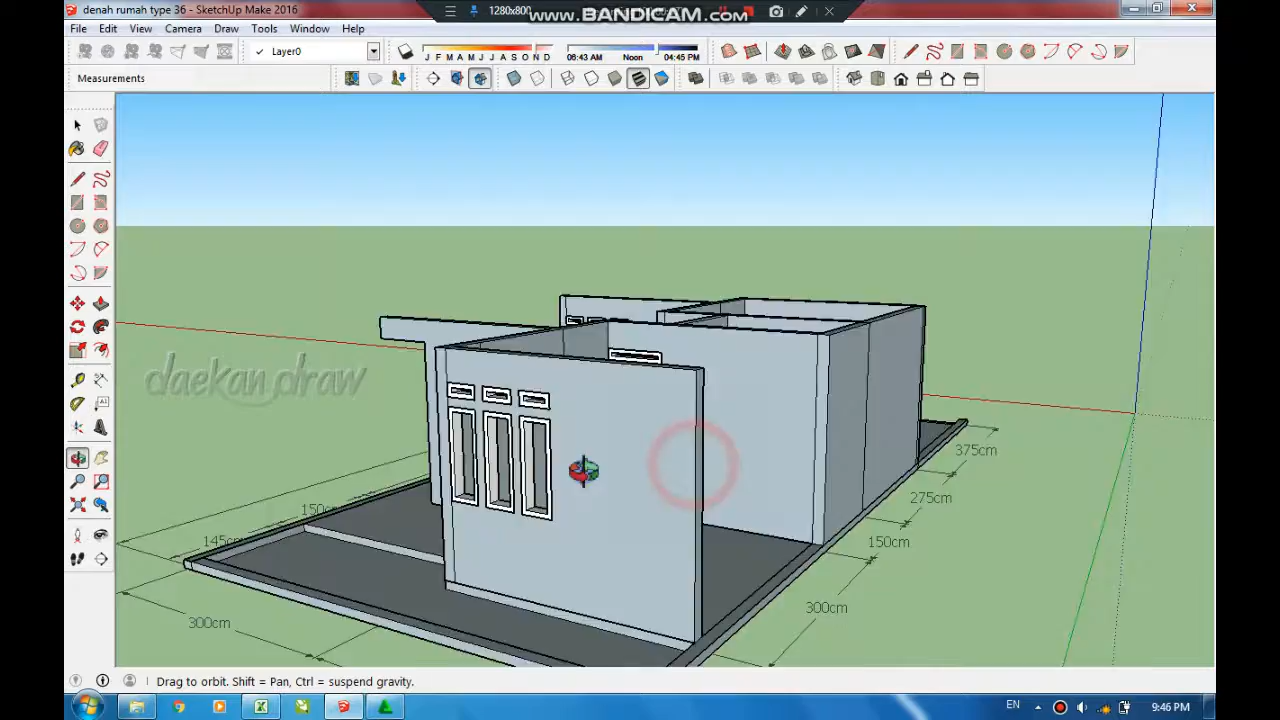 denah rumah type 36 - SketchUp Make 2016
1280x800
www.BANDICAM.com
File Edit View Camera Draw Tools Window Help
Layer0
J F M A M J J A S O N D
06:43 AM Noon 04:45 PM
Measurements
daekan draw
375cm
275cm
150cm
150cm
145cm
300cm
300cm
Drag to orbit. Shift = Pan, Ctrl = suspend gravity.
EN
9:46 PM